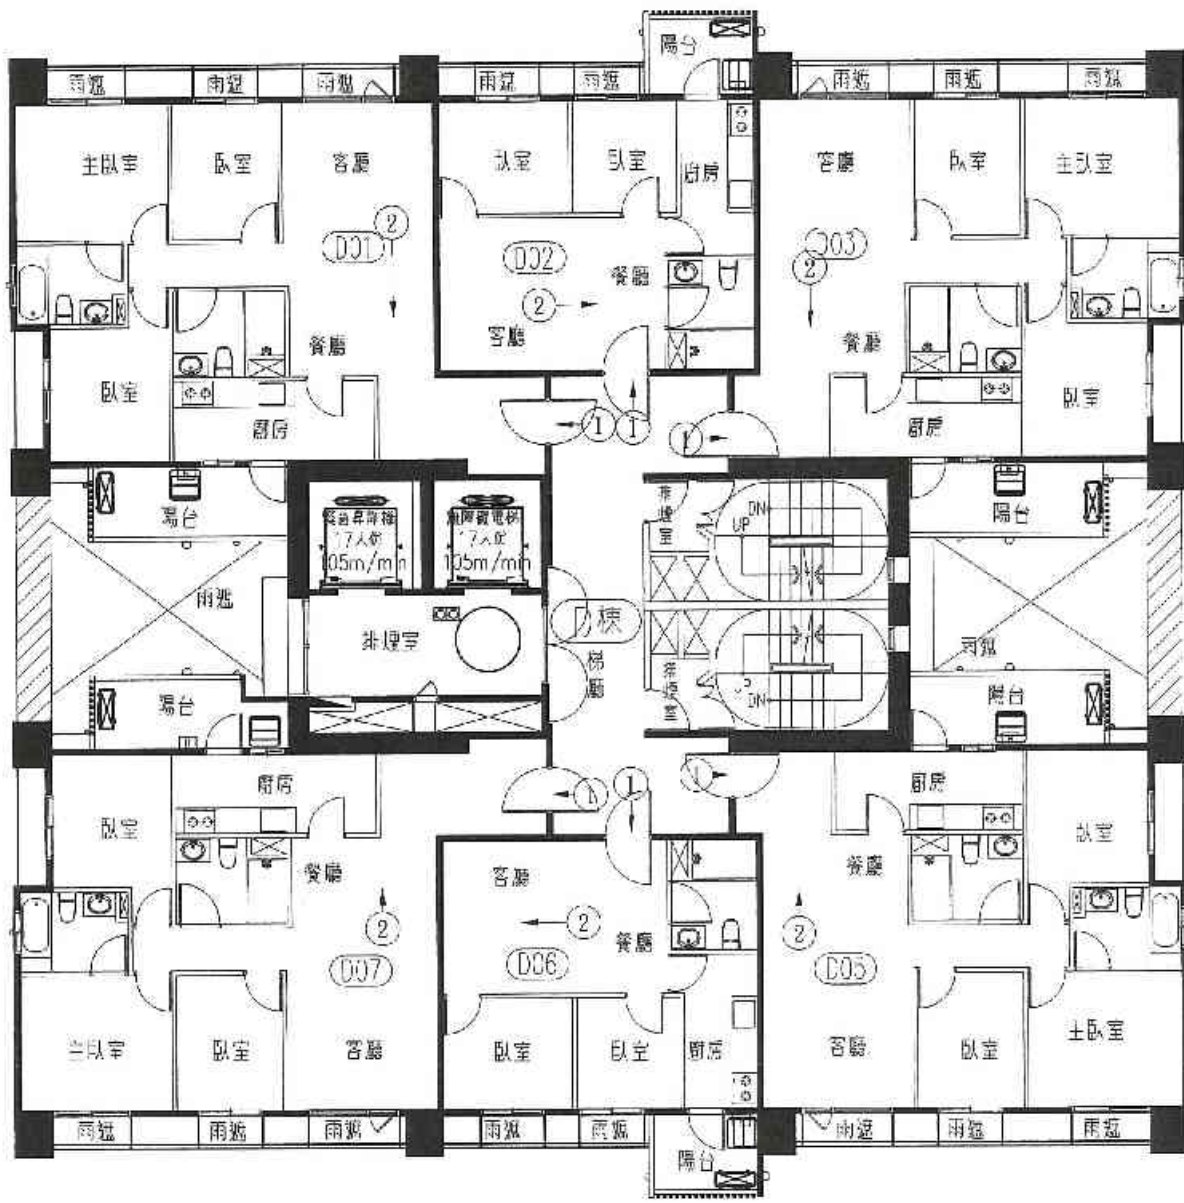 陽台
雨遮 雨遮 雨遮 雨遮 雨遮 雨遮 雨遮 雨遮
主臥室 臥室 客廳 臥室 臥室 廚房 客廳 臥室 主臥室
2
D01 D02 餐廳 D03
2 2
客廳
餐廳 餐廳
臥室 廚房 廚房 臥室
1 1 1
陽台 陽台
緊急昇降機 無障礙電梯
17人份 17人份
105m/min 105m/min
排煙室
DN
UP
雨遮 排煙室 D棟 雨遮
梯廳
排煙室
UP
DN
陽台 陽台
廚房 廚房
1 1 1
臥室 臥室
餐廳 客廳 餐廳
2 2 餐廳 2
D07 D06 D05
主臥室 臥室 客廳 臥室 臥室 廚房 客廳 臥室 主臥室
雨遮 雨遮 雨遮 雨遮 雨遮 雨遮 雨遮 雨遮
陽台